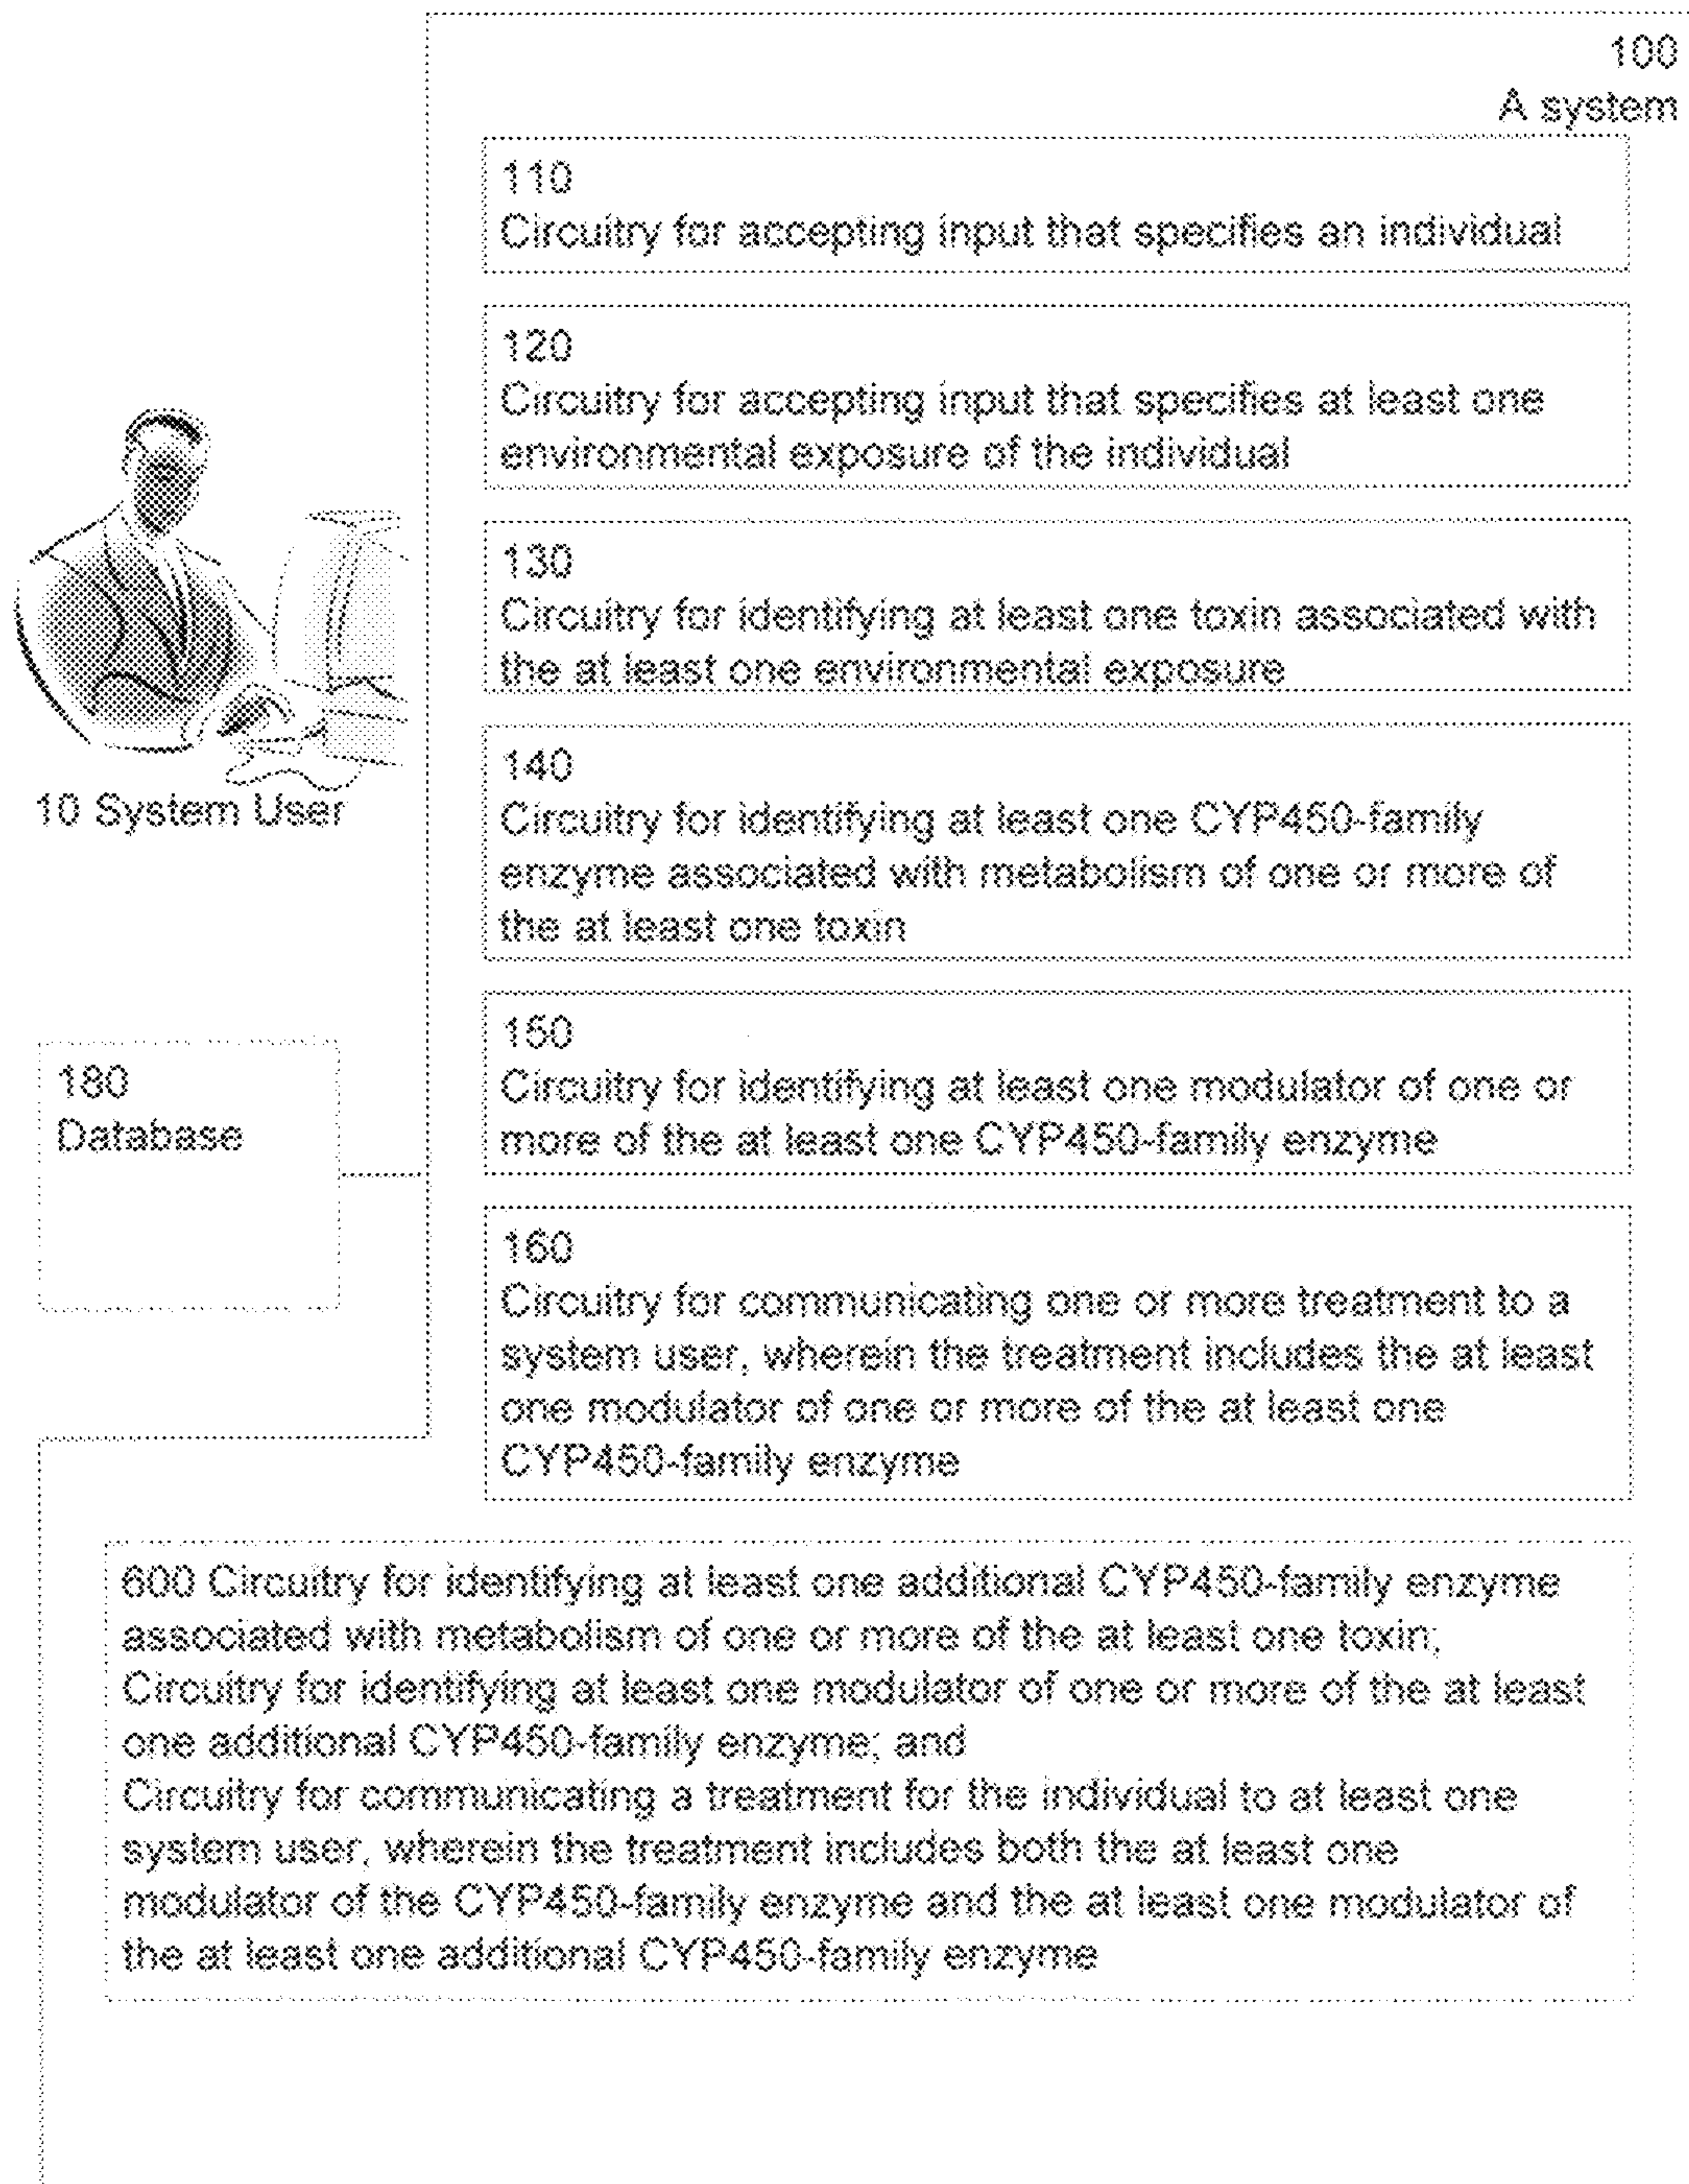 100
A system
110
Circuitry for accepting input that specifies an individual
120
Circuitry for accepting input that specifies at least one
environmental exposure of the individual
130
Circuitry for identifying at least one toxin associated with
the at least one environmental exposure
140
Circuitry for identifying at least one CYP450-family
enzyme associated with metabolism of one or more of
the at least one toxin
10 System User
150
Circuitry for identifying at least one modulator of one or
more of the at least one CYP450-family enzyme
180
Database
160
Circuitry for communicating one or more treatment to a
system user, wherein the treatment includes the at least
one modulator of one or more of the at least one
CYP450-family enzyme
600 Circuitry for identifying at least one additional CYP450-family enzyme
associated with metabolism of one or more of the at least one toxin;
Circuitry for identifying at least one modulator of one or more of the at least
one additional CYP450-family enzyme; and
Circuitry for communicating a treatment for the individual to at least one
system user, wherein the treatment includes both the at least one
modulator of the CYP450-family enzyme and the at least one modulator of
the at least one additional CYP450-family enzyme